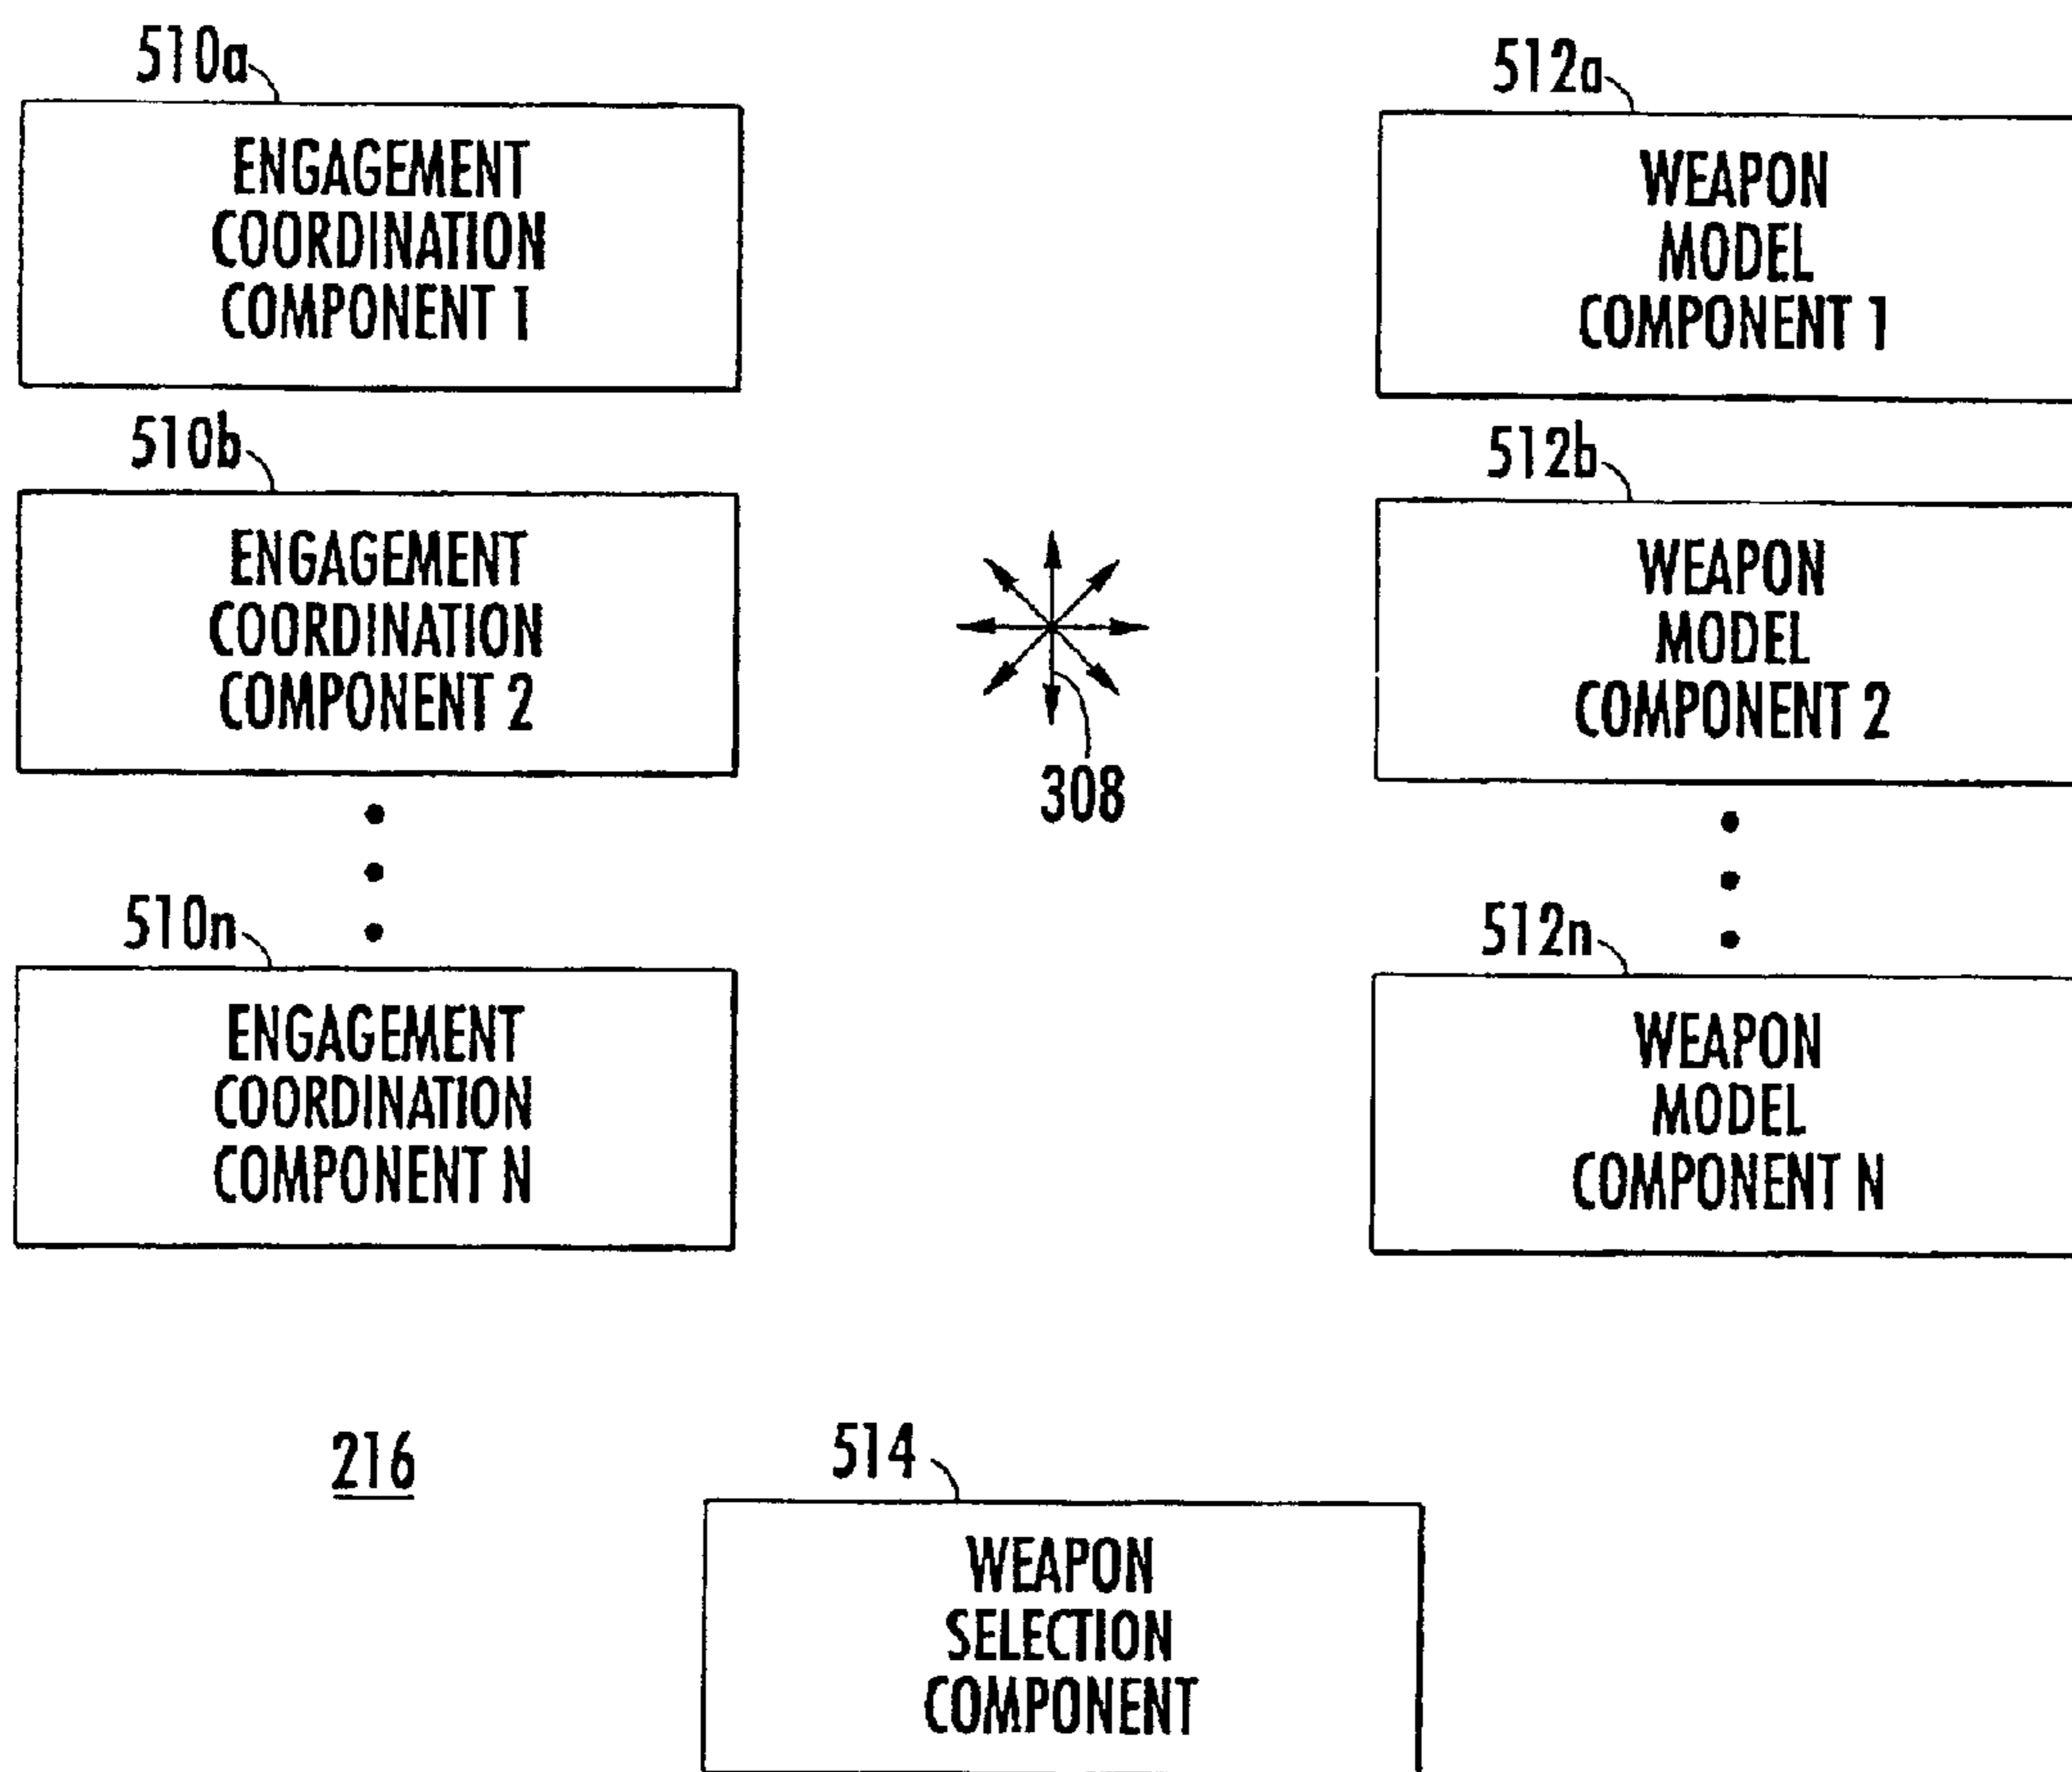 510a
ENGAGEMENT
COORDINATION
COMPONENT 1
512a
WEAPON
MODEL
COMPONENT 1
510b
ENGAGEMENT
COORDINATION
COMPONENT 2
308
512b
WEAPON
MODEL
COMPONENT 2
510n
ENGAGEMENT
COORDINATION
COMPONENT N
512n
WEAPON
MODEL
COMPONENT N
216
514
WEAPON
SELECTION
COMPONENT